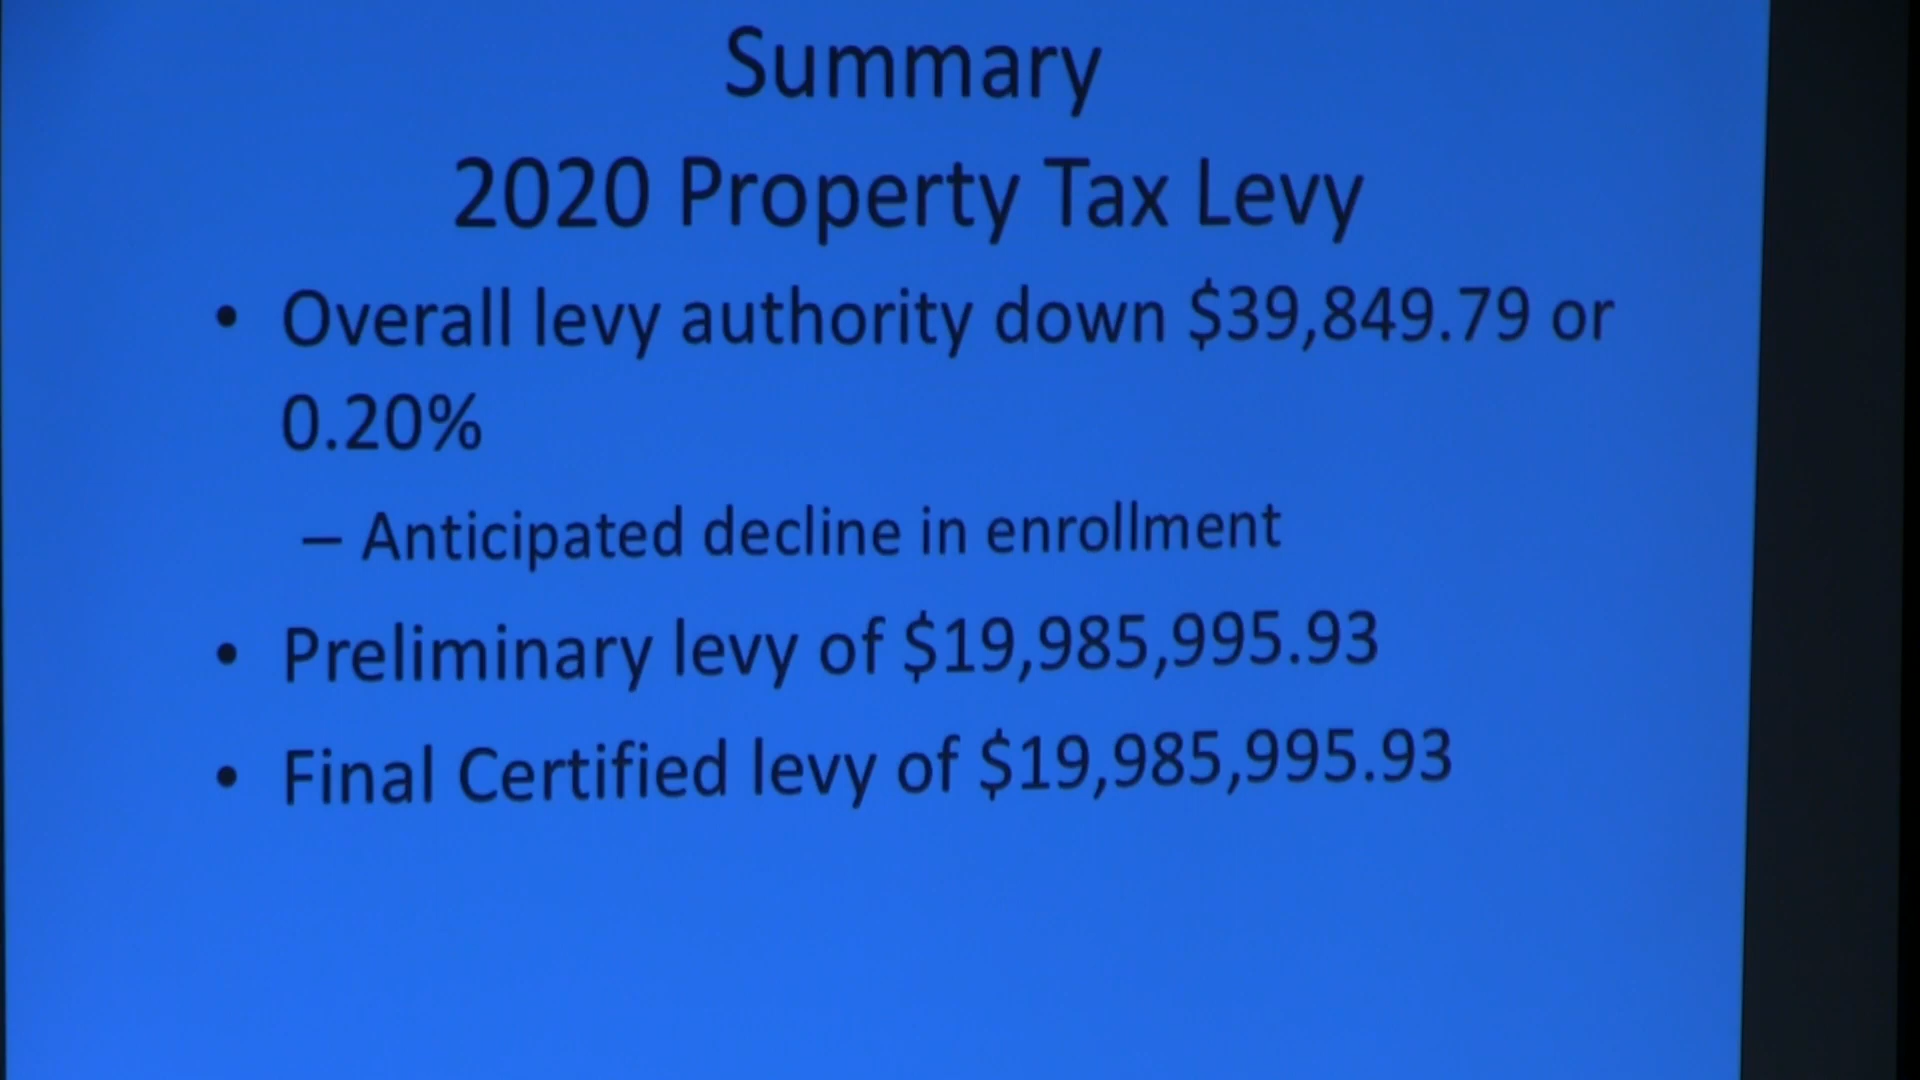 Summary
2020 Property Tax Levy
• Overall levy authority down $39,849.79 or
0.20%
– Anticipated decline in enrollment
• Preliminary levy of $19,985,995.93
• Final Certified levy of $19,985,995.93